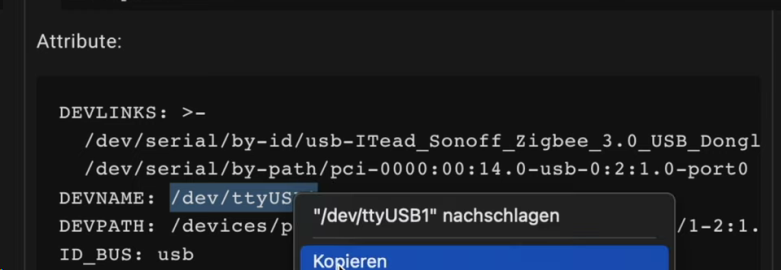 Attribute:
DEVLINKS: >-
/dev/serial/by-id/usb-ITead_Sonoff_Zigbee_3.0_USB_Dongl
/dev/serial/by-path/pci-0000:00:14.0-usb-0:2:1.0-port0
DEVNAME: /dev/ttyUS
"/dev/ttyUSB1" nachschlagen
DEVPATH: /devices/p /1-2:1.
ID_BUS: usb
Kopieren